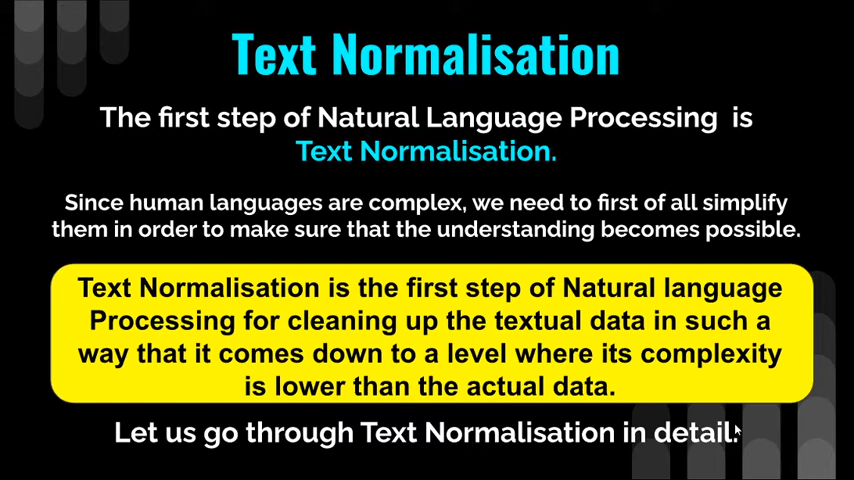 Text Normalisation
The first step of Natural Language Processing is
Text Normalisation.
Since human languages are complex, we need to first of all simplify
them in order to make sure that the understanding becomes possible.
Text Normalisation is the first step of Natural language
Processing for cleaning up the textual data in such a
way that it comes down to a level where its complexity
is lower than the actual data.
Let us go through Text Normalisation in detail.